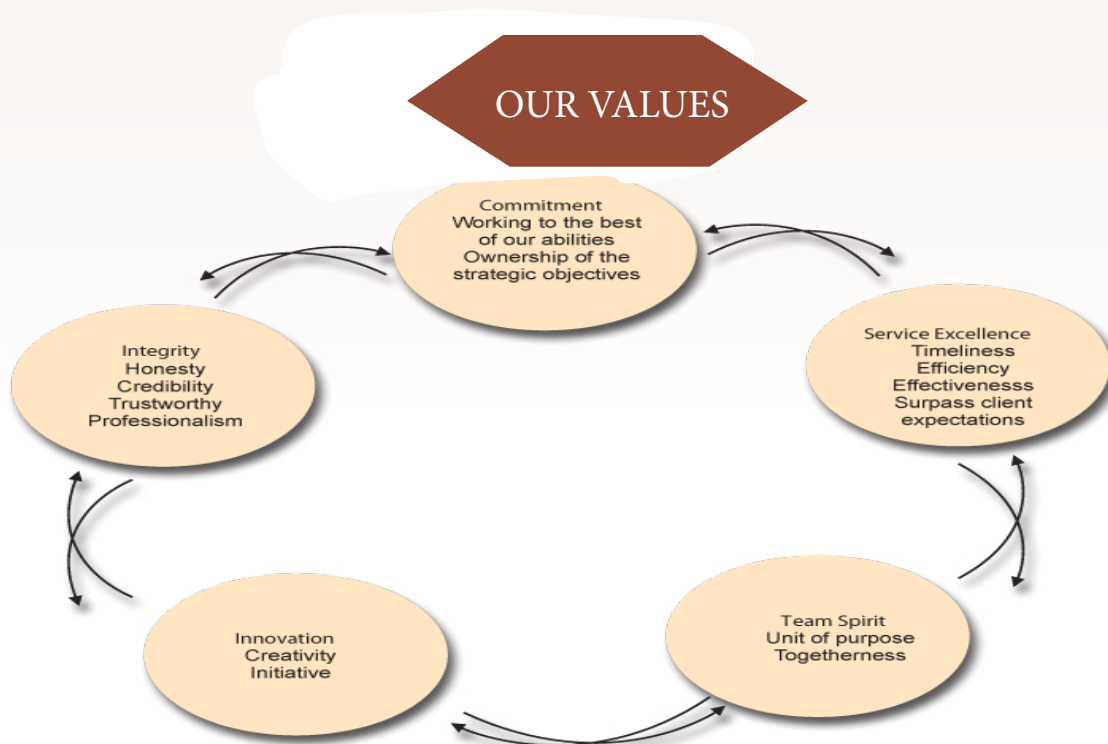 OUR VALUES
Commitment
Working to the best
of our abilities
Ownership of the
strategic objectives
Integrity
Honesty
Credibility
Trustworthy
Professionalism
Service Excellence
Timeliness
Efficiency
Effectivenesss
Surpass client
expectations
Innovation
Creativity
Initiative
Team Spirit
Unit of purpose
Togetherness